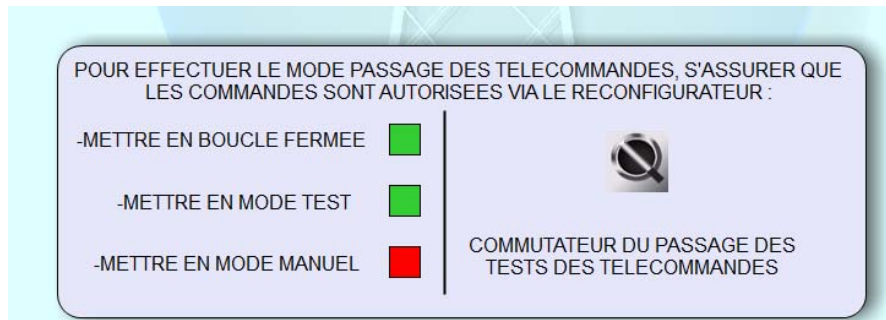 POUR EFFECTUER LE MODE PASSAGE DES TELECOMMANDES, S'ASSURER QUE
LES COMMANDES SONT AUTORISEES VIA LE RECONFIGURATEUR :
-METTRE EN BOUCLE FERMEE
-METTRE EN MODE TEST
-METTRE EN MODE MANUEL
COMMUTATEUR DU PASSAGE DES
TESTS DES TELECOMMANDES